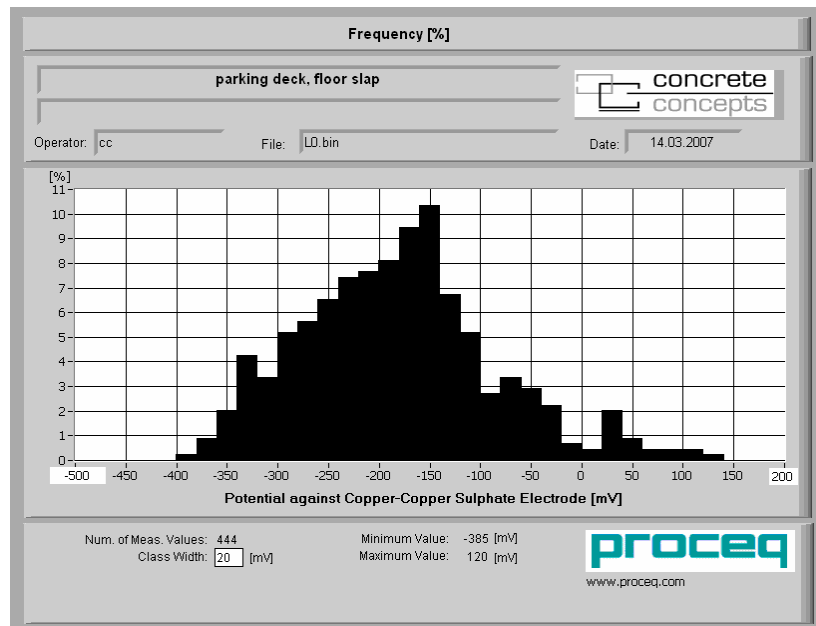 Frequency [%]
parking deck, floor slap
concrete
concepts
Operator: cc File: L0.bin Date: 14.03.2007
[%]
11
10
9
8
7
6
5
4
3
2
1
0
-500 -450 -400 -350 -300 -250 -200 -150 -100 -50 0 50 100 150 200
Potential against Copper-Copper Sulphate Electrode [mV]
Num. of Meas. Values: 444 Minimum Value: -385 [mV]
Class Width: 20 [mV] Maximum Value: 120 [mV]
proceq
www.proceq.com